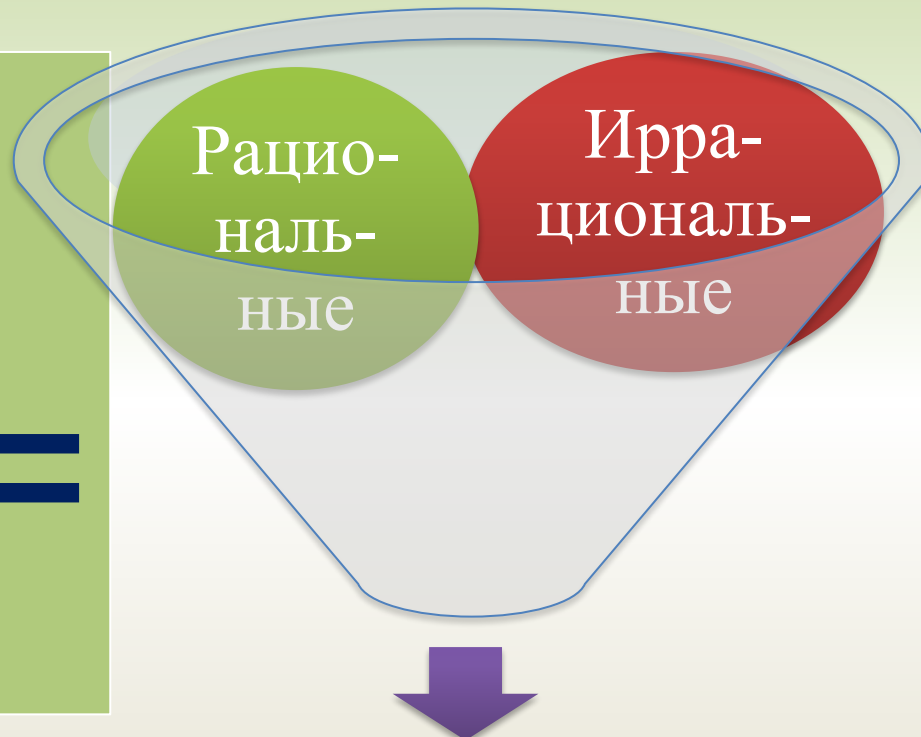 Рацио-
наль-
ные
Ирра-
циональ-
ные
=